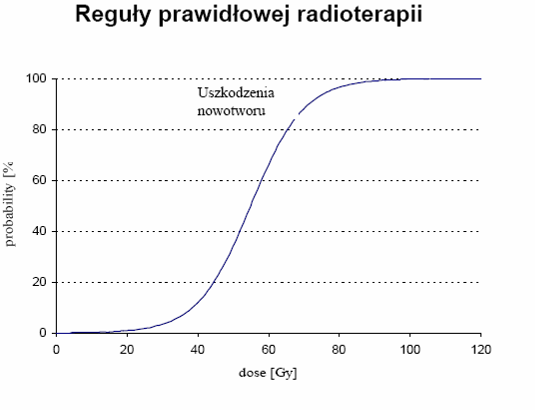 Reguły prawidłowej radioterapii
100
80
60
40
20
0
probability [%
Uszkodzenia
nowotworu
0 20 40 60 80 100 120
dose [Gy]